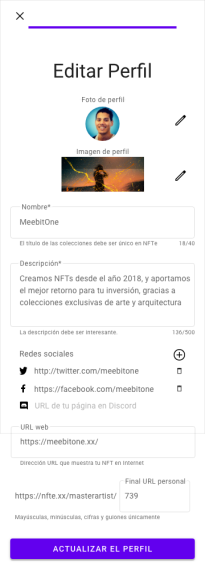 Editar Perfil
Foto de perfil
Imagen de perfil
Nombre*
MeebitOne
El título de las colecciones debe ser único en NFTe 18/40
Descripción*
Creamos NFTs desde el año 2018, y aportamos
el mejor retorno para tu inversión, gracias a
colecciones exclusivas de arte y arquitectura
La descripción debe ser interesante. 136/500
Redes sociales
http://twitter.com/meebitone
https://facebook.com/meebitone
URL de tu página en Discord
URL web
https://meebitone.xx/
Dirección URL que muestra tu NFT en internet
Final URL personal
https://nfte.xx/masterartist/ 739
Mayúsculas, minúsculas, cifras y guiones únicamente
ACTUALIZAR EL PERFIL